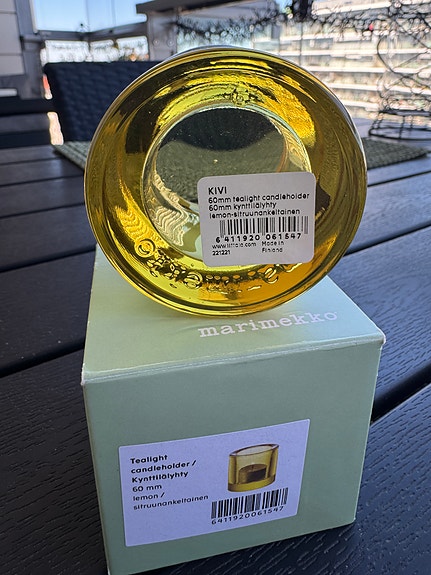 KIVI
60mm tealight candleholder
60mm kynttilälyhty
lemon-sitruunankeltainen
6 411920 061547
www.iittala.com Made in
221221 Finland
marimekko
Tealight
candleholder /
Kynttilälyhty
60 mm
lemon /
sitruunankeltainen
6411920061547